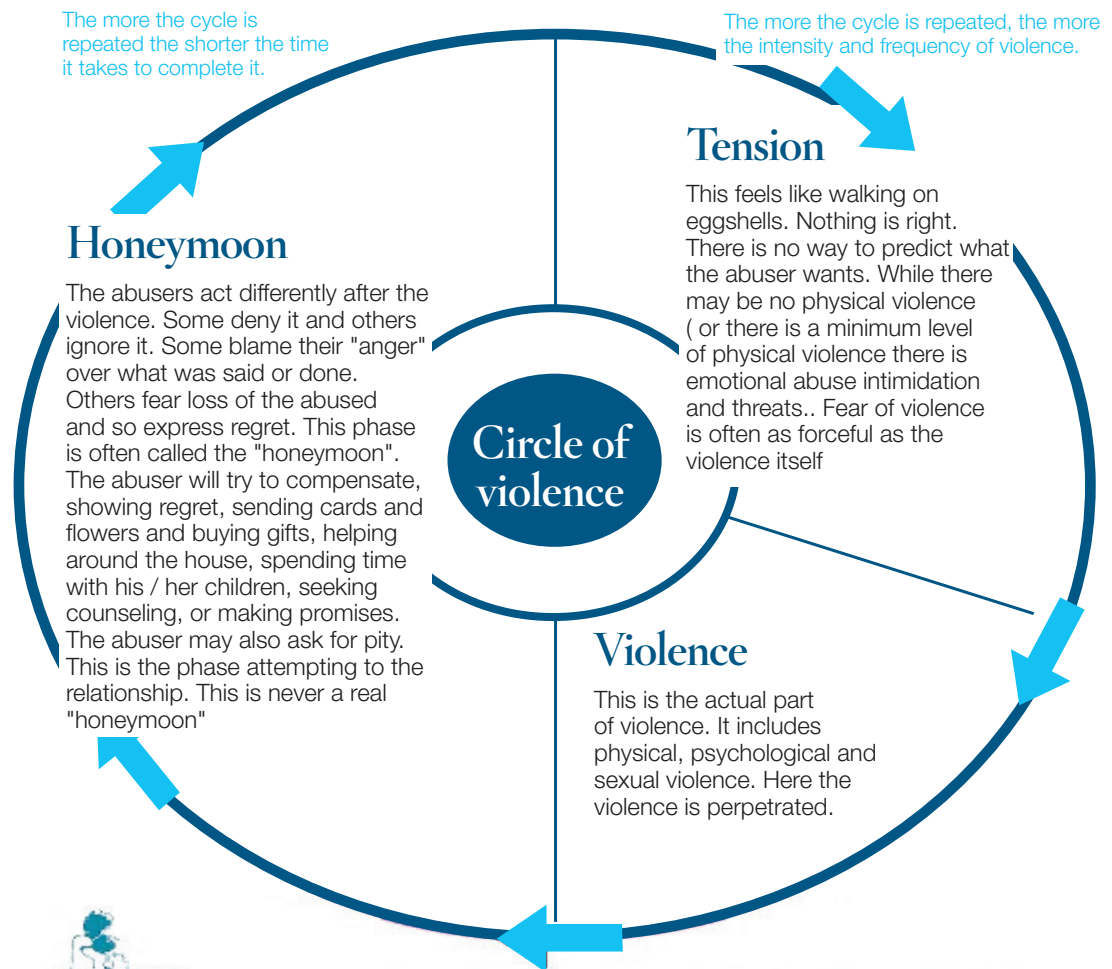 The more the cycle is
repeated the shorter the time
it takes to complete it.
The more the cycle is repeated, the more
the intensity and frequency of violence.
Tension
This feels like walking on
eggshells. Nothing is right.
There is no way to predict what
the abuser wants. While there
may be no physical violence
( or there is a minimum level
of physical violence there is
emotional abuse intimidation
and threats.. Fear of violence
is often as forceful as the
violence itself
Honeymoon
The abusers act differently after the
violence. Some deny it and others
ignore it. Some blame their "anger"
over what was said or done.
Others fear loss of the abused
and so express regret. This phase
is often called the "honeymoon".
The abuser will try to compensate,
showing regret, sending cards and
flowers and buying gifts, helping
around the house, spending time
with his / her children, seeking
counseling, or making promises.
The abuser may also ask for pity.
This is the phase attempting to the
relationship. This is never a real
"honeymoon"
Circle of
violence
Violence
This is the actual part
of violence. It includes
physical, psychological and
sexual violence. Here the
violence is perpetrated.